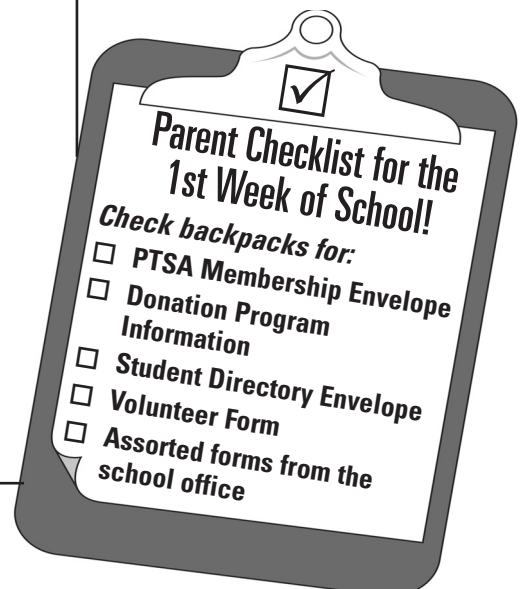 Parent Checklist for the
1st Week of School!
Check backpacks for:
PTSA Membership Envelope
Donation Program
Information
Student Directory Envelope
Volunteer Form
Assorted forms from the
school office